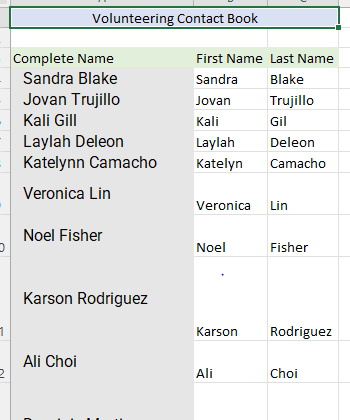 Volunteering Contact Book
Complete Name First Name Last Name
Sandra Blake Sandra Blake
Jovan Trujillo Jovan Trujillo
Kali Gill Kali Gil
Laylah Deleon Laylah Deleon
Katelynn Camacho Katelyn Camacho
Veronica Lin Veronica Lin
Noel Fisher Noel Fisher
Karson Rodriguez Karson Rodriguez
Ali Choi Ali Choi